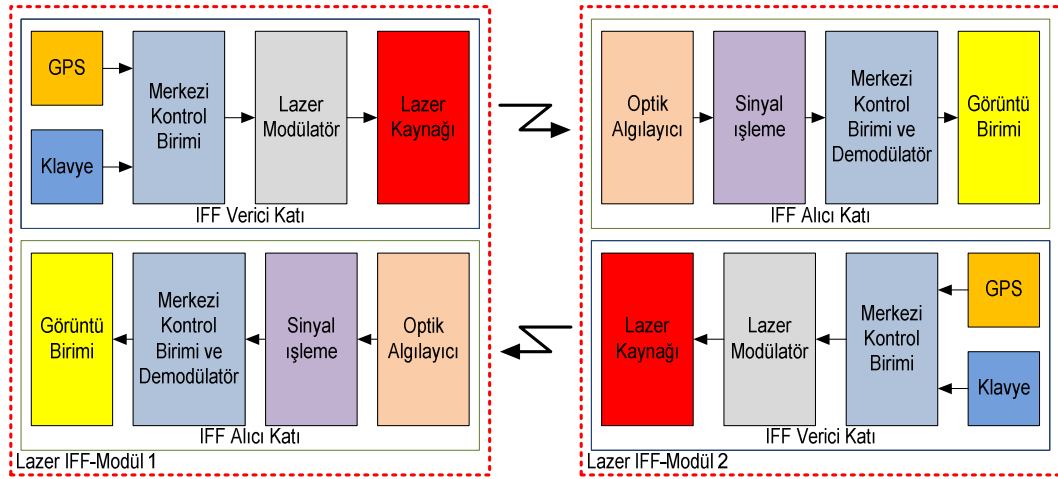 GPS
Klavye
Merkezi
Kontrol
Birimi
Lazer
Modülatör
Lazer
Kaynağı
IFF Verici Katı
Optik
Algılayıcı
Sinyal
ışleme
Merkezi
Kontrol
Birimi ve
Demodülatör
Görüntü
Birimi
IFF Alıcı Katı
Görüntü
Birimi
Merkezi
Kontrol
Birimi ve
Demodülatör
Sinyal
ışleme
Optik
Algılayıcı
IFF Alıcı Katı
Lazer IFF-Modül 1
Lazer
Kaynağı
Lazer
Modülatör
Merkezi
Kontrol
Birimi
GPS
Klavye
IFF Verici Katı
Lazer IFF-Modül 2